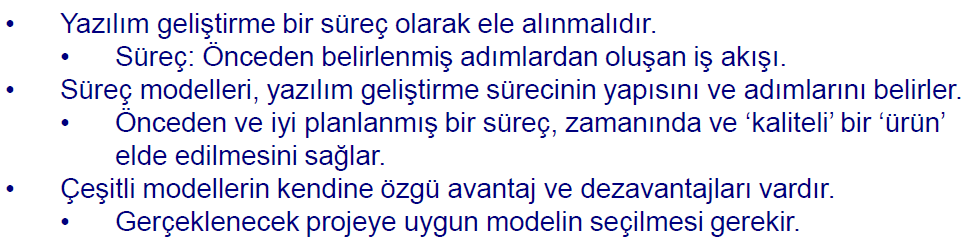 • Yazılım geliştirme bir süreç olarak ele alınmalıdır.
• Süreç: Önceden belirlenmiş adımlardan oluşan iş akışı.
• Süreç modelleri, yazılım geliştirme sürecinin yapısını ve adımlarını belirler.
• Önceden ve iyi planlanmış bir süreç, zamanında ve ‘kaliteli’ bir ‘ürün’
elde edilmesini sağlar.
• Çeşitli modellerin kendine özgü avantaj ve dezavantajları vardır.
• Gerçeklenecek projeye uygun modelin seçilmesi gerekir.